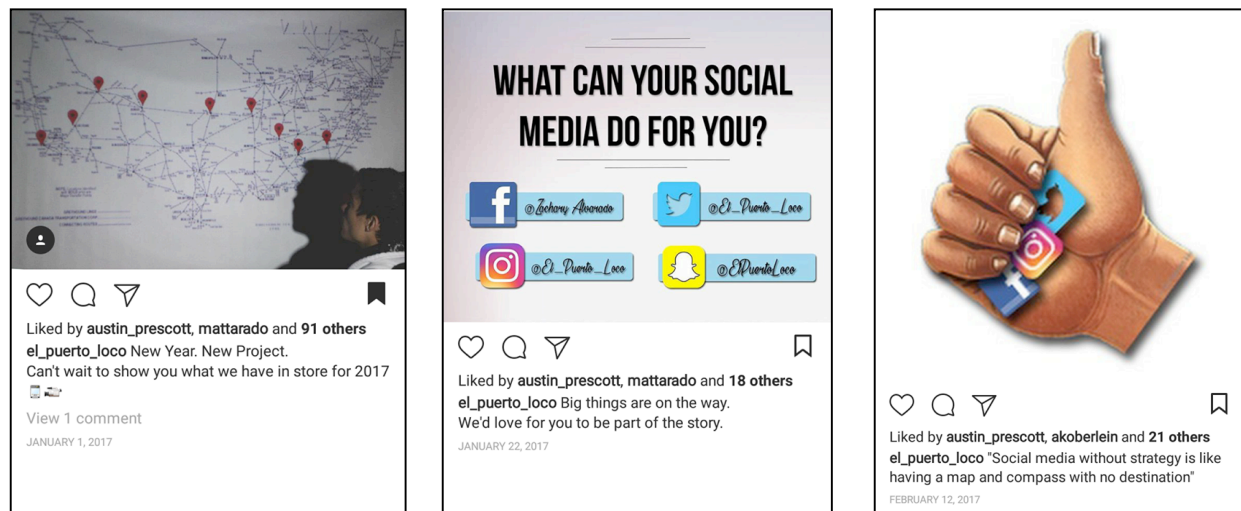 Liked by austin_prescott, mattarado and 91 others
el_puerto_loco New Year. New Project.
Can't wait to show you what we have in store for 2017
View 1 comment
JANUARY 1, 2017
WHAT CAN YOUR SOCIAL
MEDIA DO FOR YOU?
@Zachary Alvarado
@El_Puerto_Loco
@El_Puerto_Loco
@ElPuertoLoco
Liked by austin_prescott, mattarado and 18 others
el_puerto_loco Big things are on the way.
We'd love for you to be part of the story.
JANUARY 22, 2017
Liked by austin_prescott, akoberlein and 21 others
el_puerto_loco "Social media without strategy is like
having a map and compass with no destination"
FEBRUARY 12, 2017